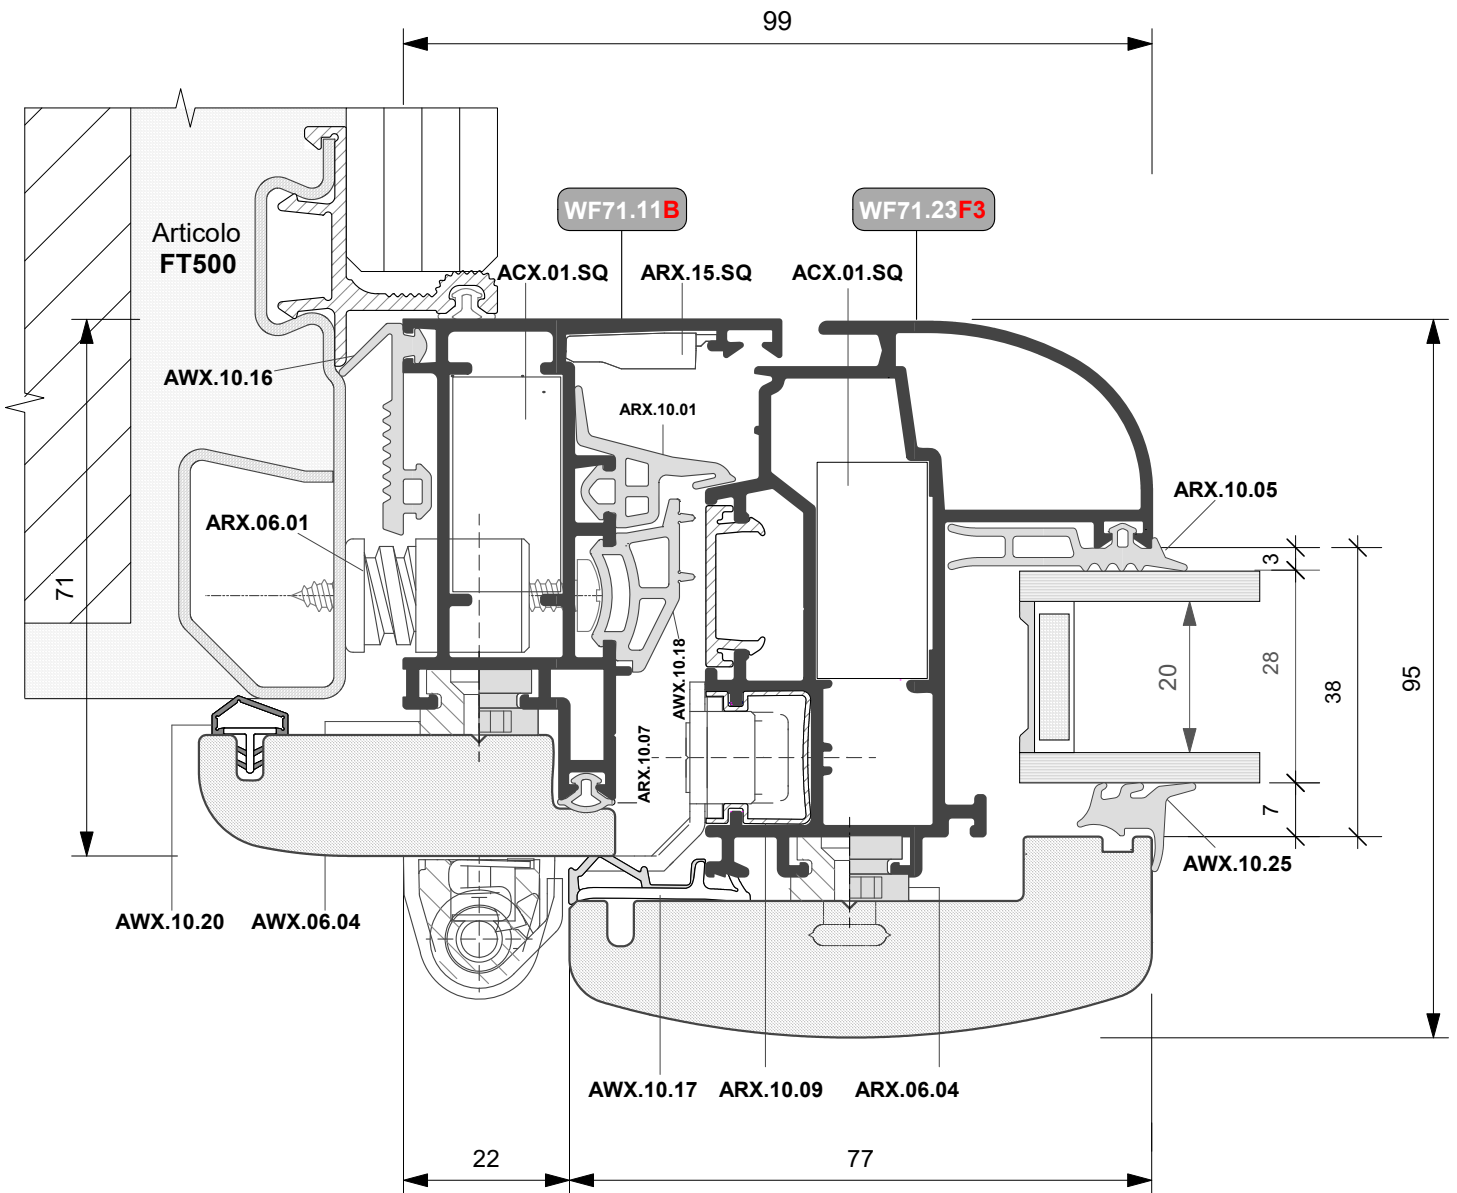 99
WF71.11B
WF71.23F3
Articolo
FT500
ACX.01.SQ
ARX.15.SQ
ACX.01.SQ
AWX.10.16
ARX.10.01
ARX.10.05
ARX.06.01
3
71
AWX.10.18
20
28
38
95
ARX.10.07
7
AWX.10.25
AWX.10.20
AWX.06.04
AWX.10.17
ARX.10.09
ARX.06.04
22
77